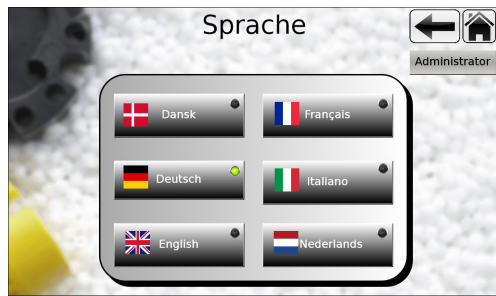 Sprache
Administrator
Dansk
Français
Deutsch
Italiano
English
Nederlands